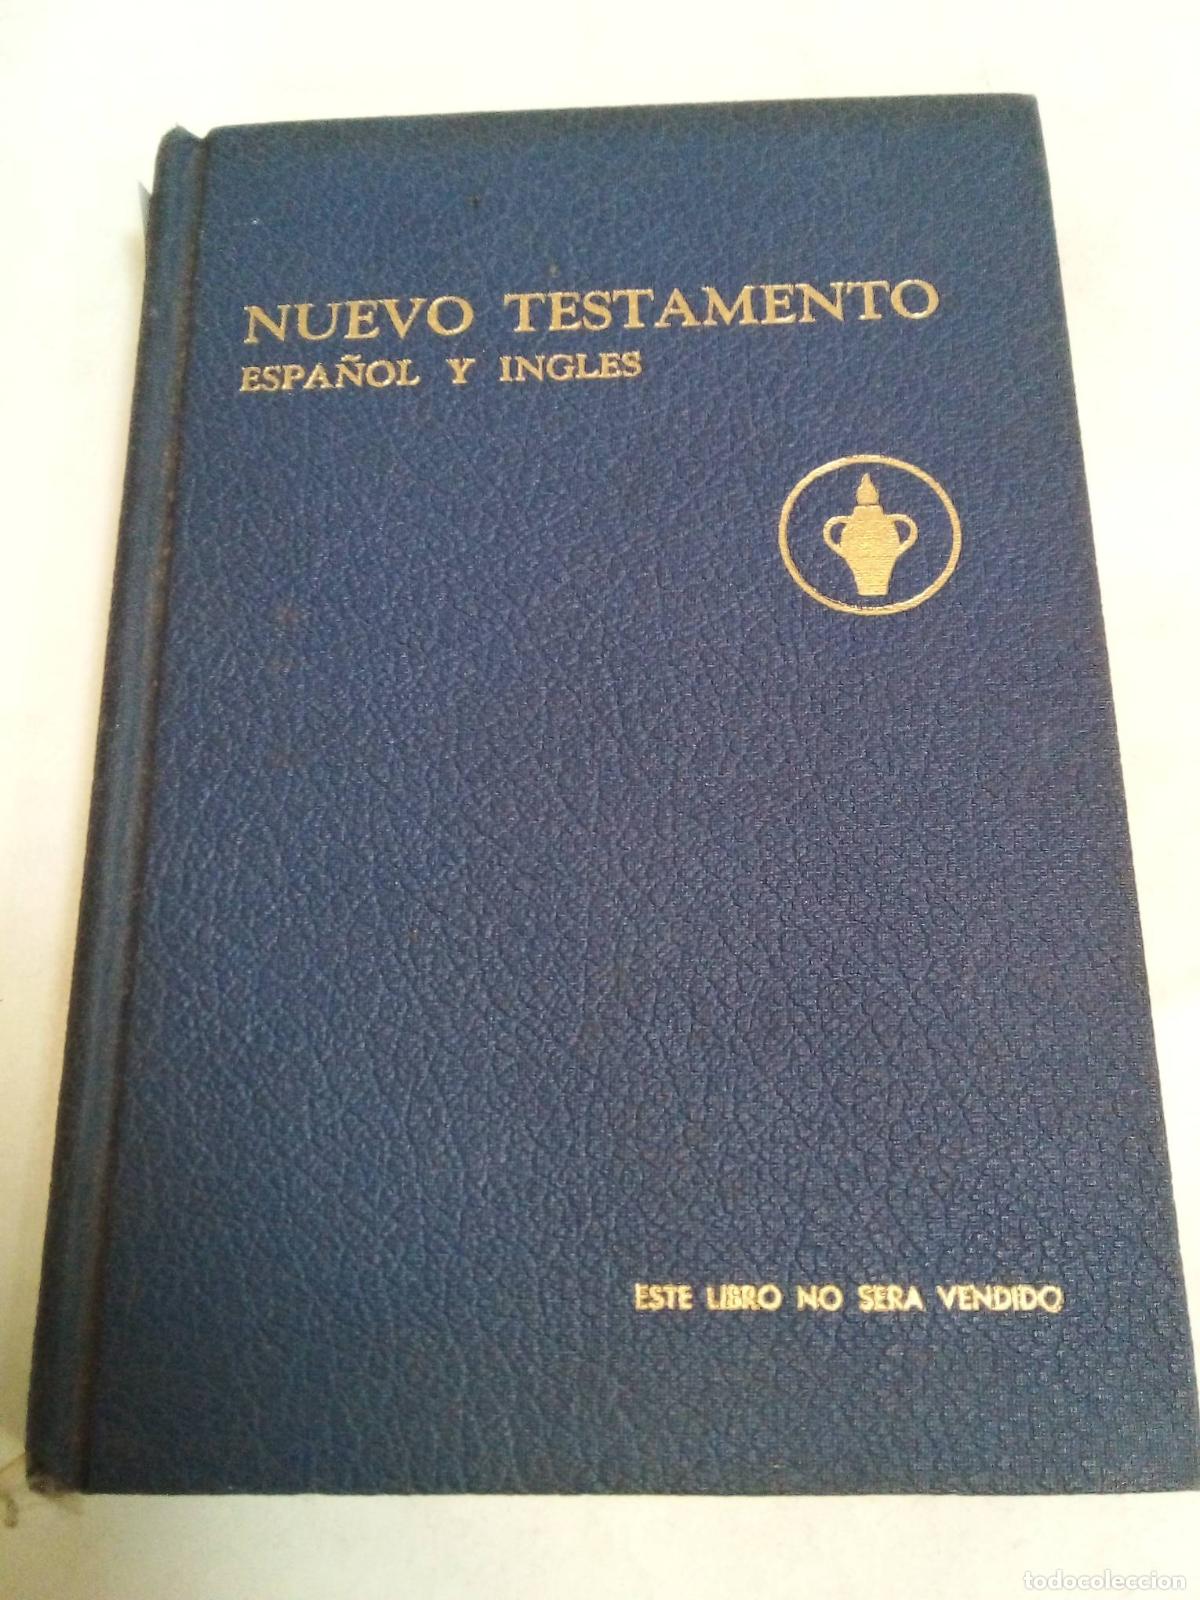 NUEVO TESTAMENTO
ESPAÑOL Y INGLES
ESTE LIBRO NO SERA VENDIDO
todocoleccion